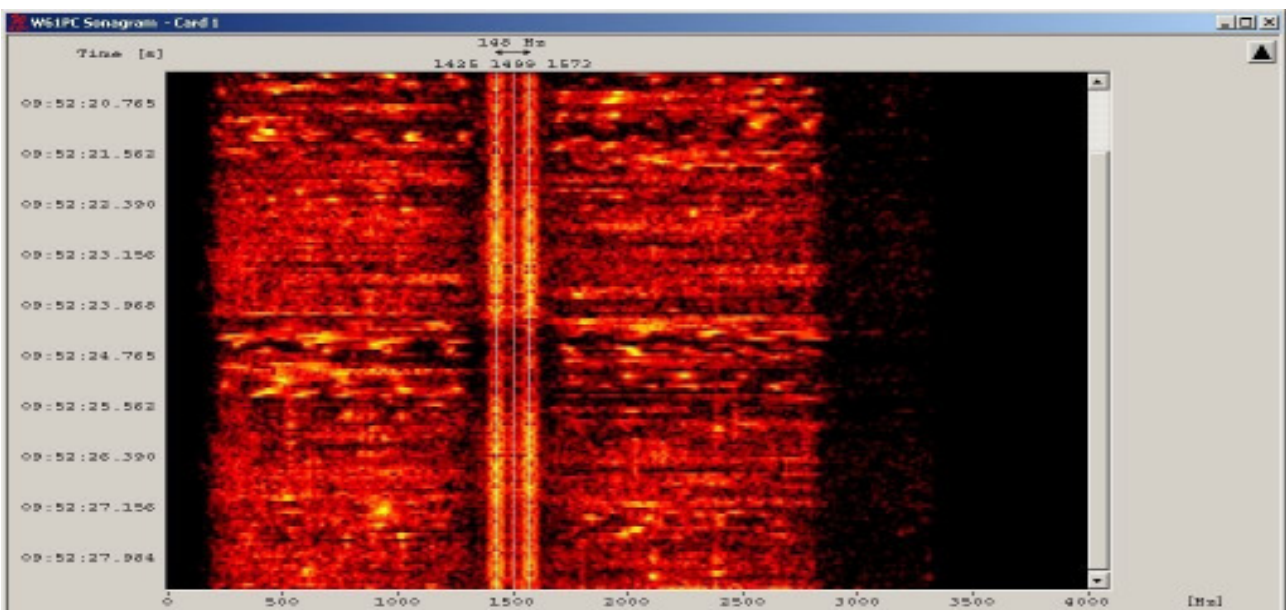 W61PC Sonagram - Card 1
148 Hz
Time [s]
1425 1499 1573
09:52:20.765
09:52:21.562
09:52:22.390
09:52:23.156
09:52:23.968
09:52:24.765
09:52:25.562
09:52:26.390
09:52:27.156
09:52:27.984
0 500 1000 1500 2000 2500 3000 3500 4000 [Hz]